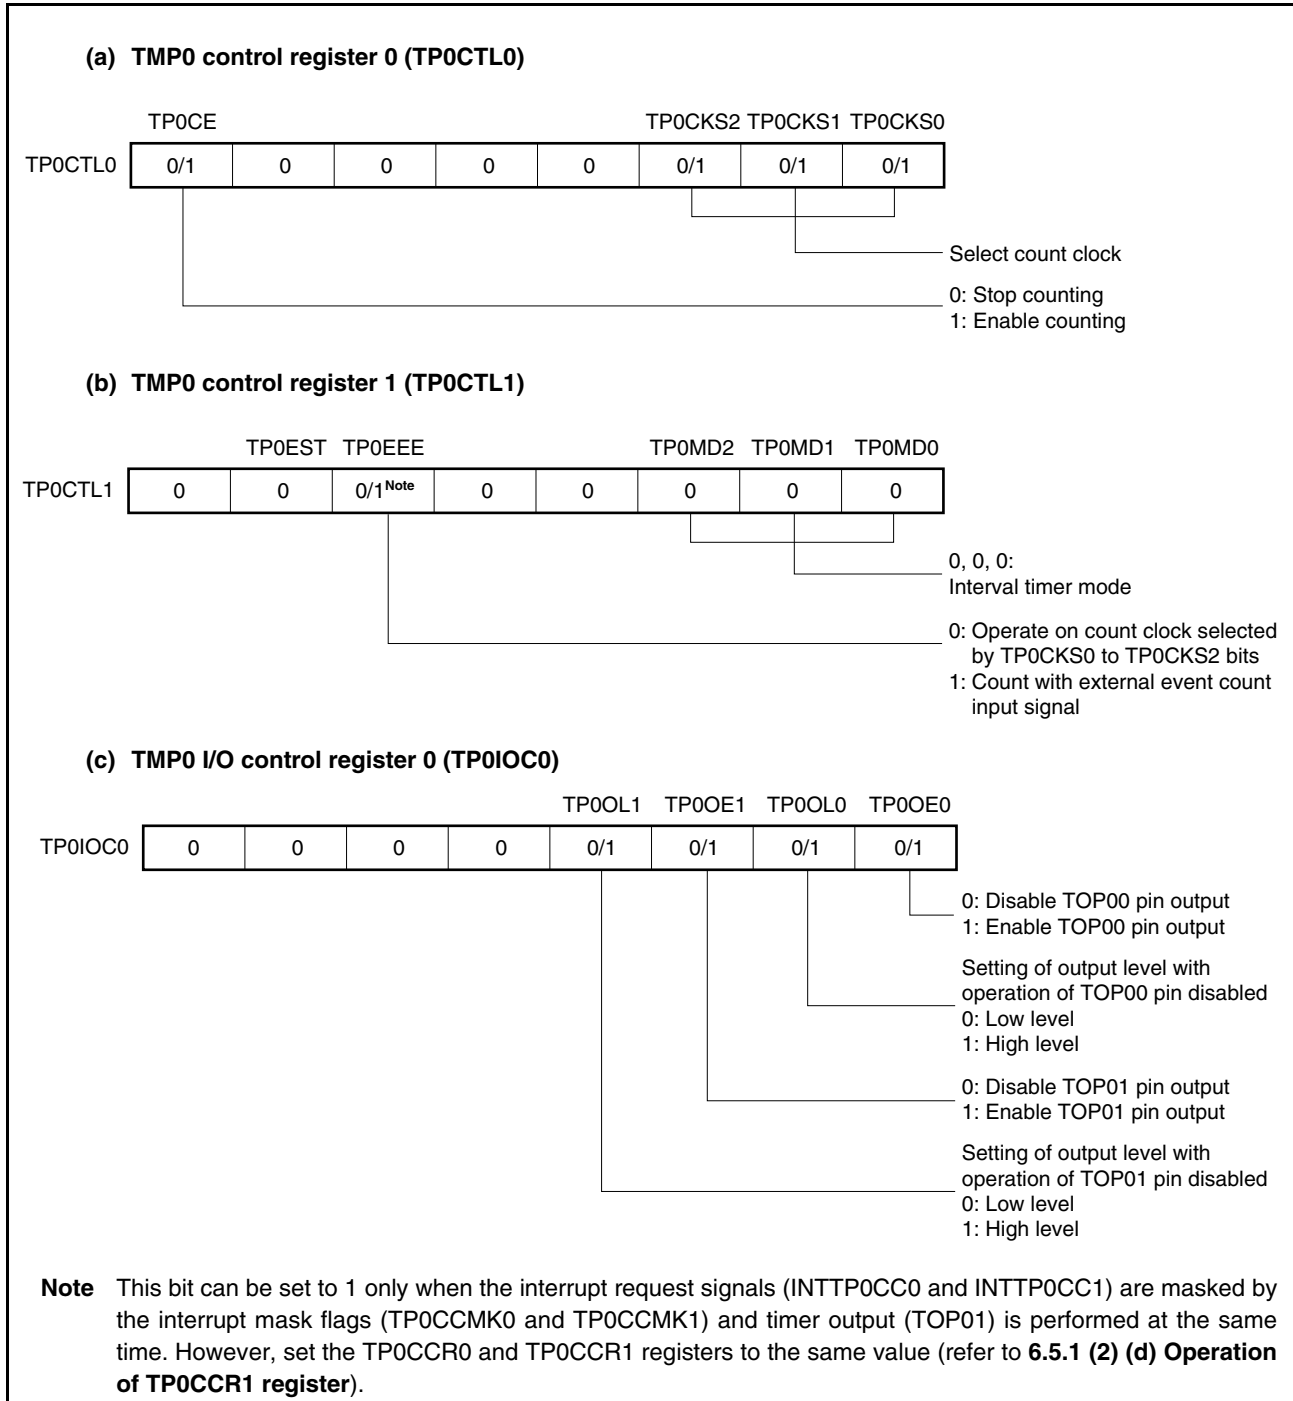 (a) TMP0 control register 0 (TP0CTL0)
TP0CE TP0CKS2 TP0CKS1 TP0CKS0
TP0CTL0 0/1 0 0 0 0 0/1 0/1 0/1
Select count clock
0: Stop counting
1: Enable counting
(b) TMP0 control register 1 (TP0CTL1)
TP0EST TP0EEE TP0MD2 TP0MD1 TP0MD0
TP0CTL1 0 0 0/1Note 0 0 0 0 0
0, 0, 0:
Interval timer mode
0: Operate on count clock selected
by TP0CKS0 to TP0CKS2 bits
1: Count with external event count
input signal
(c) TMP0 I/O control register 0 (TP0IOC0)
TP0OL1 TP0OE1 TP0OL0 TP0OE0
TP0IOC0 0 0 0 0 0/1 0/1 0/1 0/1
0: Disable TOP00 pin output
1: Enable TOP00 pin output
Setting of output level with
operation of TOP00 pin disabled
0: Low level
1: High level
0: Disable TOP01 pin output
1: Enable TOP01 pin output
Setting of output level with
operation of TOP01 pin disabled
0: Low level
1: High level
Note This bit can be set to 1 only when the interrupt request signals (INTTP0CC0 and INTTP0CC1) are masked by
the interrupt mask flags (TP0CCMK0 and TP0CCMK1) and timer output (TOP01) is performed at the same
time. However, set the TP0CCR0 and TP0CCR1 registers to the same value (refer to 6.5.1 (2) (d) Operation
of TP0CCR1 register).